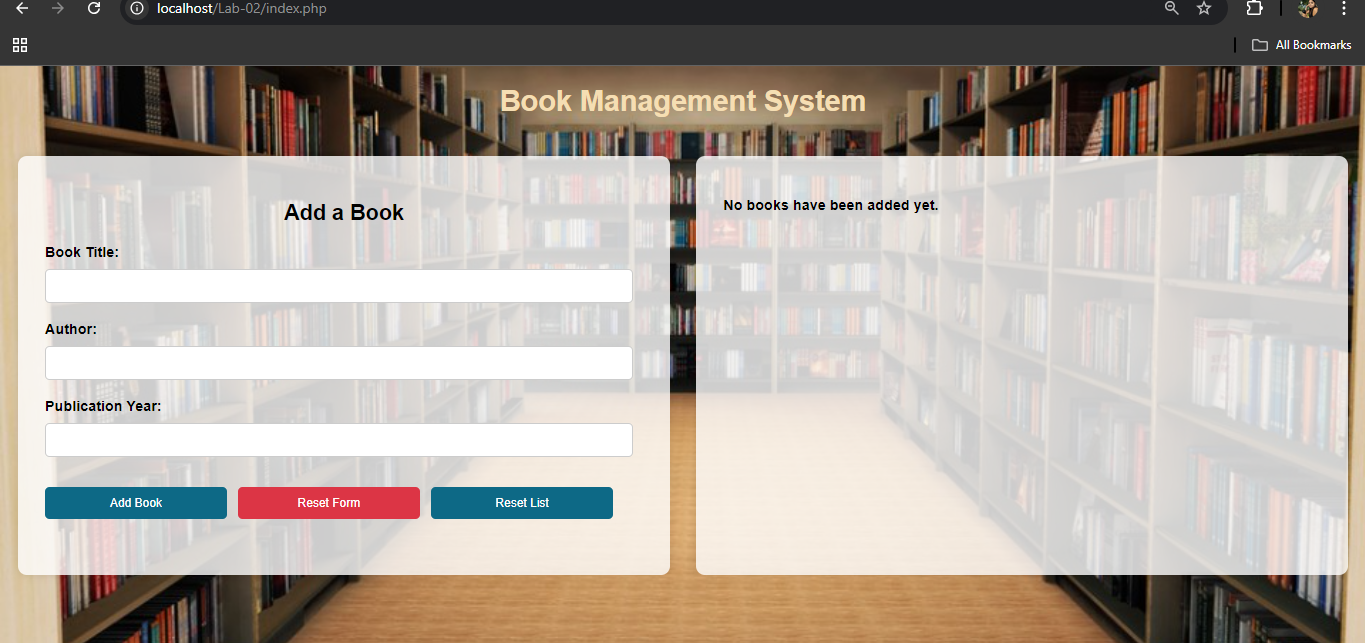 localhost/Lab-02/index.php
All Bookmarks
Book Management System
Add a Book
Book Title:
Author:
Publication Year:
Add Book
Reset Form
Reset List
No books have been added yet.